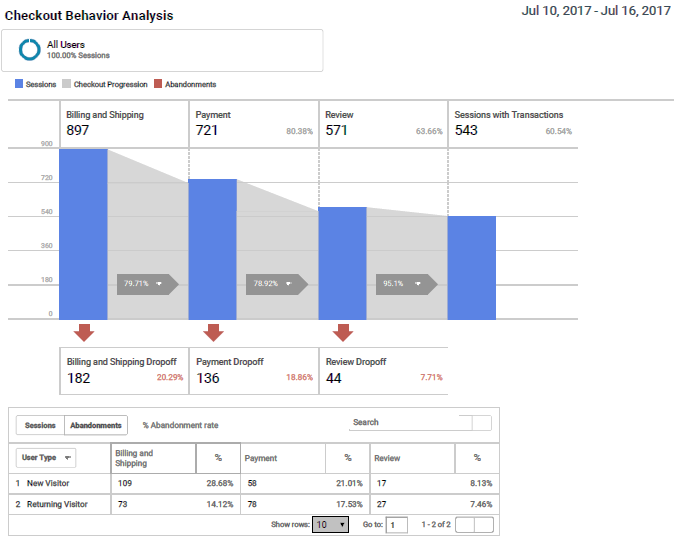 Checkout Behavior Analysis
Jul 10, 2017 - Jul 16, 2017
All Users
100.00% Sessions
Sessions Checkout Progression Abandonments
Billing and Shipping Payment Review Sessions with Transactions
897 721 80.38% 571 63.66% 543 60.54%
900
720
540
360
180
0
79.71% 78.92% 95.1%
Billing and Shipping Dropoff Payment Dropoff Review Dropoff
182 20.29% 136 18.86% 44 7.71%
Sessions Abandonments % Abandonment rate Search
User Type Billing and Shipping % Payment % Review %
1 New Visitor 109 28.68% 58 21.01% 17 8.13%
2 Returning Visitor 73 14.12% 78 17.53% 27 7.46%
Show rows: 10 Go to: 1 1 - 2 of 2